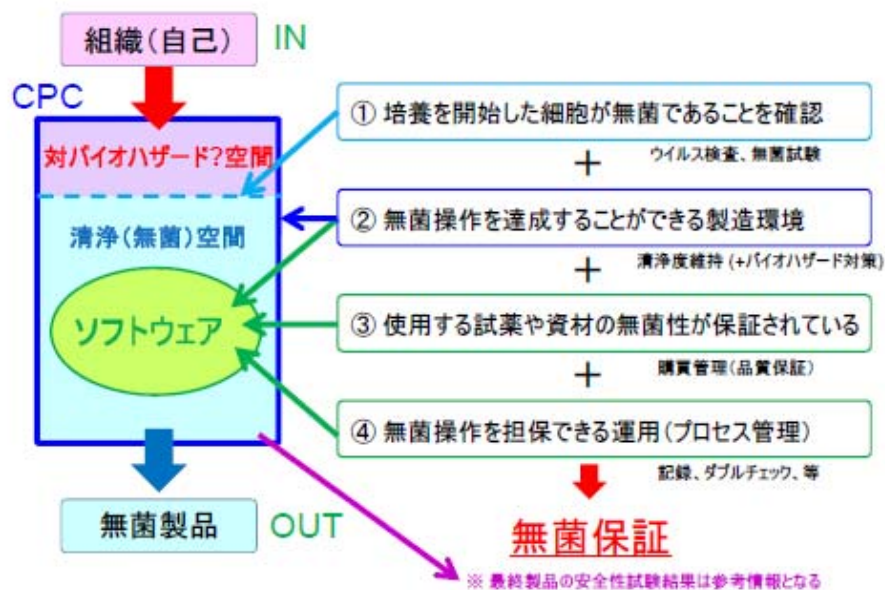 組織(自己) IN
CPC
対バイオハザード?空間
清浄(無菌)空間
ソフトウェア
無菌製品 OUT
① 培養を開始した細胞が無菌であることを確認
+ ウイルス検査、無菌試験
② 無菌操作を達成することができる製造環境
+ 清浄度維持 (+バイオハザード対策)
③ 使用する試薬や資材の無菌性が保証されている
+ 購買管理(品質保証)
④ 無菌操作を担保できる運用(プロセス管理)
記録、ダブルチェック、等
無菌保証
※ 最終製品の安全性試験結果は参考情報となる